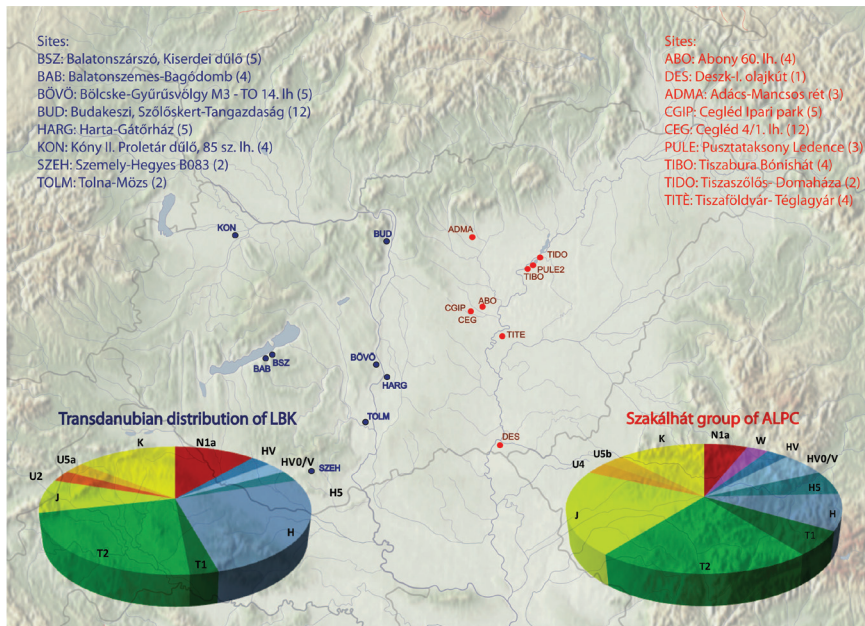 Sites:
BSZ: Balatonszárszó, Kiserdei dűlő (5)
BAB: Balatonszemes-Bagódomb (4)
BÖVÖ: Bölcske-Gyűrűsvölgy M3 - TO 14. lh (5)
BUD: Budakeszi, Szőlőskert-Tangazdaság (12)
HARG: Harta-Gátőrház (5)
KON: Kóny II. Proletár dűlő, 85 sz. lh. (4)
SZEH: Szemely-Hegyes B083 (2)
TOLM: Tolna-Mözs (2)
Sites:
ABO: Abony 60. lh. (4)
DES: Deszk-I. olajkút (1)
ADMA: Adács-Mancsos rét (3)
CGIP: Cegléd Ipari park (5)
CEG: Cegléd 4/1. lh. (12)
PULE: Pusztataksony Ledence (3)
TIBO: Tiszabura Bónishát (4)
TIDO: Tiszaszőlős- Domaháza (2)
TITÈ: Tiszaföldvár- Téglagyár (4)
KON
BUD
ADMA
TIDO
PULE2
TIBO
ABO
CGIP
CEG
TITE
BSZ
BAB
BÖVÖ
HARG
TOLM
DES
SZEH
Transdanubian distribution of LBK
K
N1a
HV
HV0/V
H5
H
T1
T2
J
U2
U5a
Szakálhát group of ALPC
K
N1a
W
HV
HV0/V
H5
H
T1
T2
J
U4
U5b